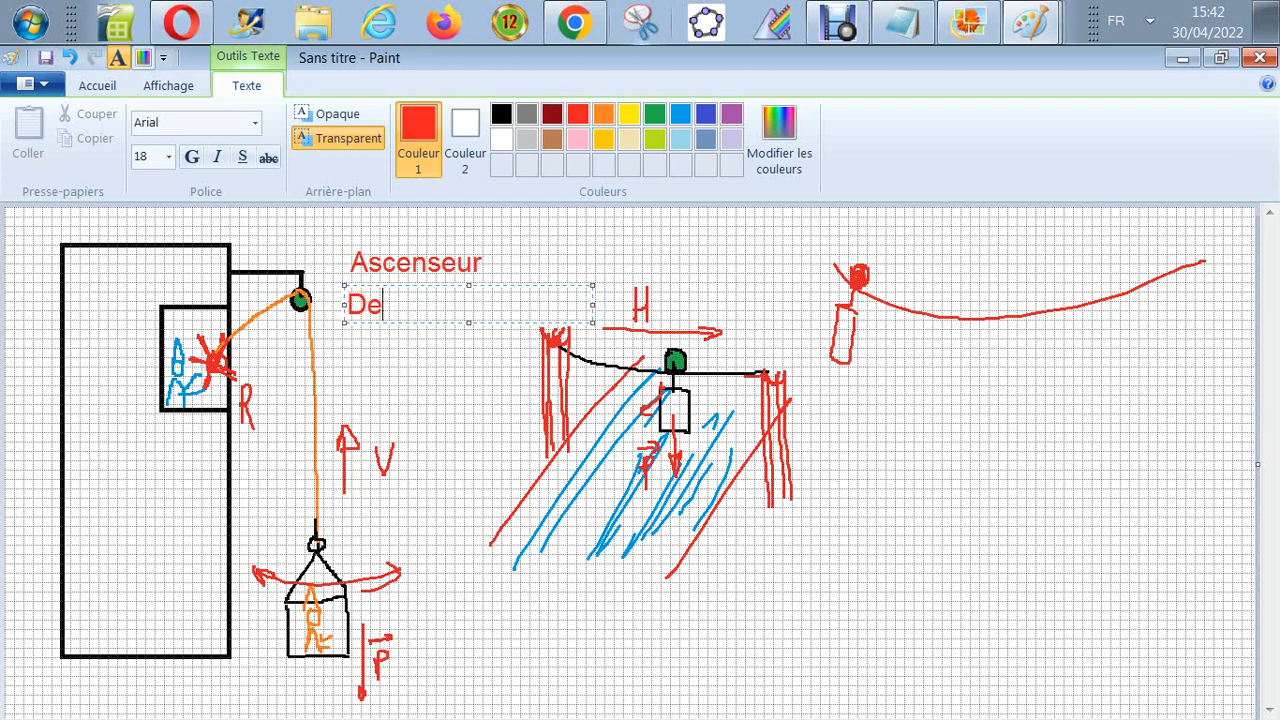 12
FR
15:42
30/04/2022
Outils Texte
Sans titre - Paint
Accueil
Affichage
Texte
Coller
Couper
Copier
Presse-papiers
Arial
18
G I S abc
Police
Opaque
Transparent
Arrière-plan
Couleur 1
Couleur 2
Couleurs
Modifier les couleurs
Ascenseur
De
H
R
V
P
P